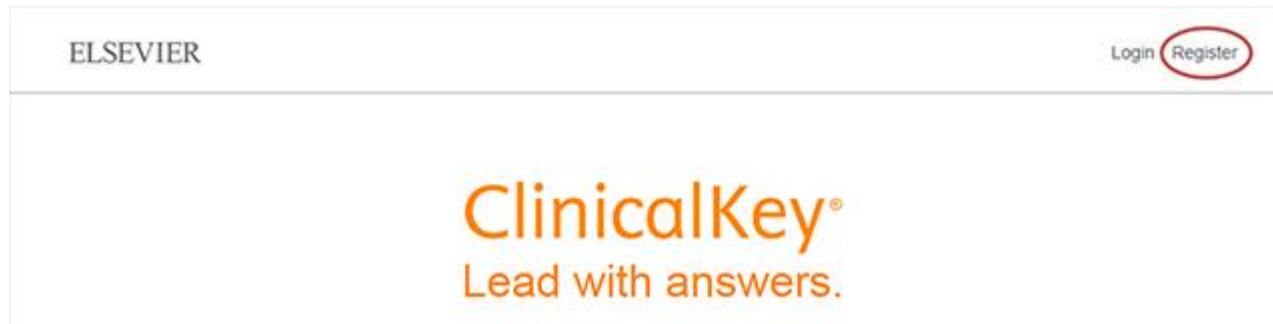 ELSEVIER
Login Register
ClinicalKey®
Lead with answers.